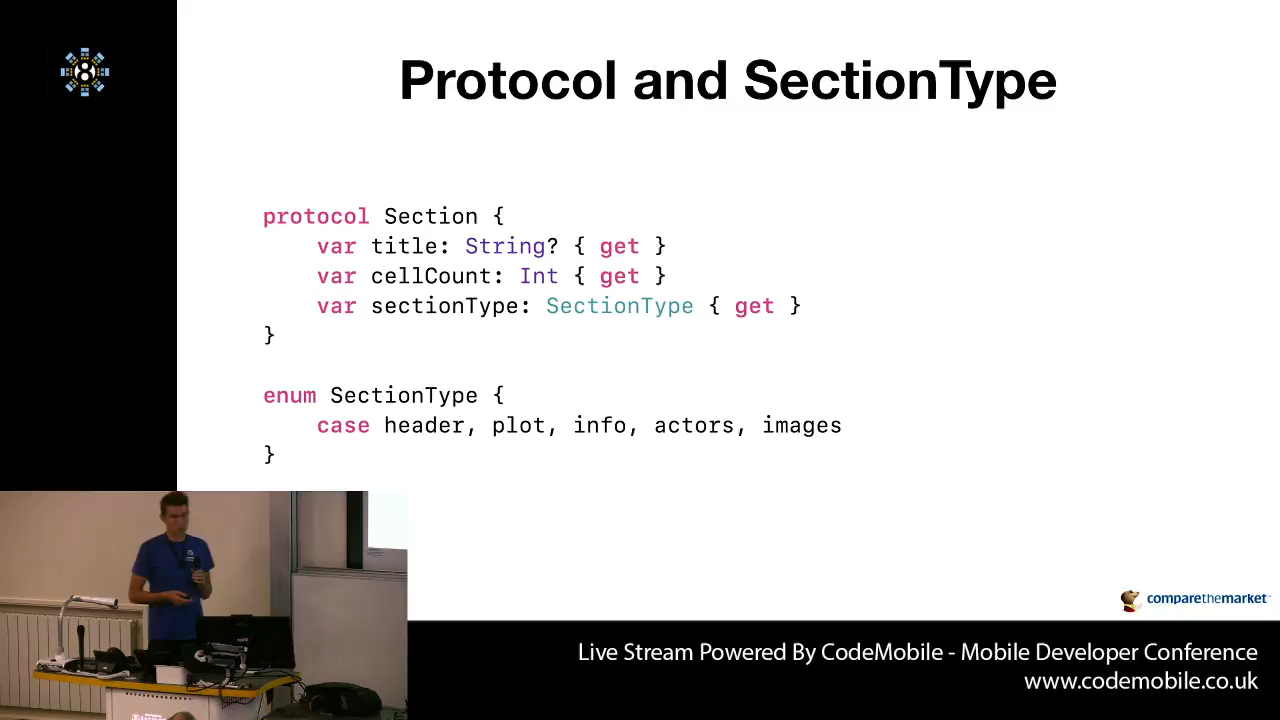 8
Protocol and SectionType
protocol Section {
    var title: String? { get }
    var cellCount: Int { get }
    var sectionType: SectionType { get }
}
enum SectionType {
    case header, plot, info, actors, images
}
comparethemarket
Live Stream Powered By CodeMobile - Mobile Developer Conference
www.codemobile.co.uk